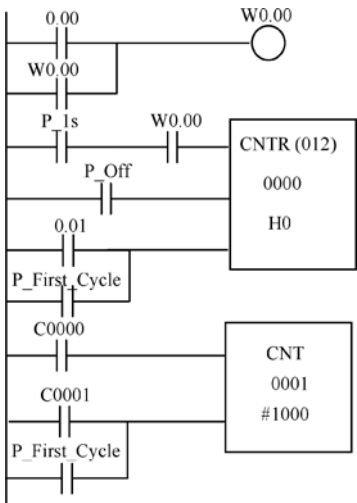 0.00
W0.00
W0.00
P_1s
W0.00
CNTR (012)
P_Off
0000
H0
0.01
P_First_Cycle
C0000
CNT
0001
C0001
#1000
P_First_Cycle